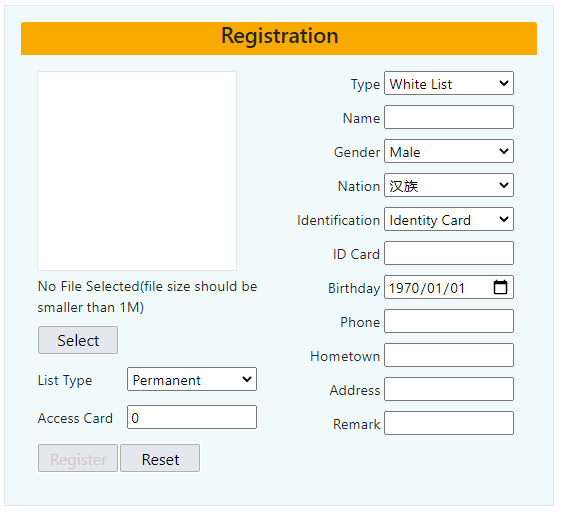 Registration
No File Selected(file size should be
smaller than 1M)
Select
List Type Permanent
Access Card 0
Register Reset
Type White List
Name
Gender Male
Nation 汉族
Identification Identity Card
ID Card
Birthday 1970/01/01
Phone
Hometown
Address
Remark